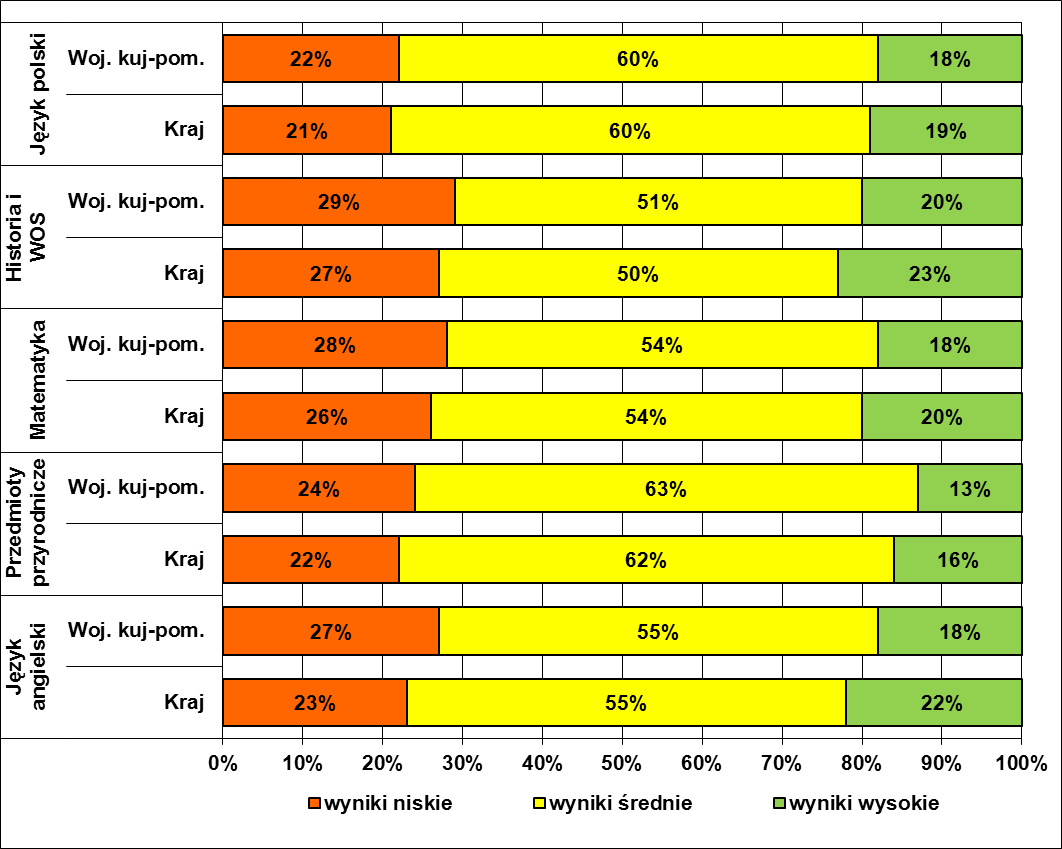 Język polski
Woj. kuj-pom.
22%
60%
18%
Kraj
21%
60%
19%
Historia i
WOS
Woj. kuj-pom.
29%
51%
20%
Kraj
27%
50%
23%
Matematyka
Woj. kuj-pom.
28%
54%
18%
Kraj
26%
54%
20%
Przedmioty
przyrodnicze
Woj. kuj-pom.
24%
63%
13%
Kraj
22%
62%
16%
Język
angielski
Woj. kuj-pom.
27%
55%
18%
Kraj
23%
55%
22%
0% 10% 20% 30% 40% 50% 60% 70% 80% 90% 100%
wyniki niskie wyniki średnie wyniki wysokie